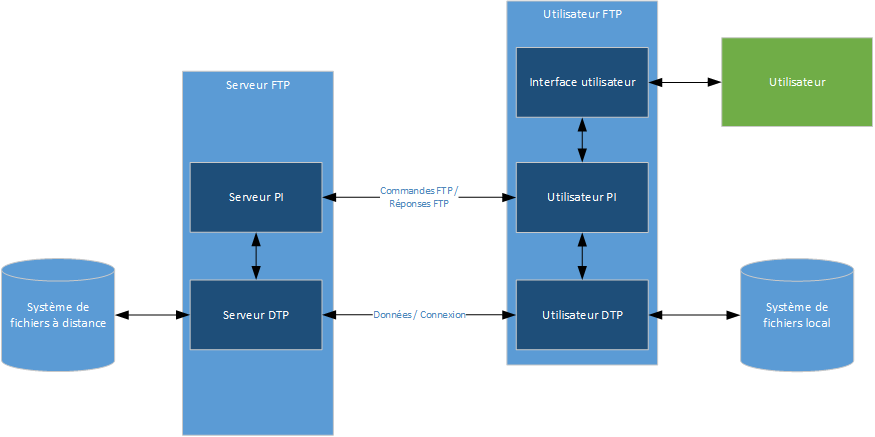 Utilisateur FTP
Serveur FTP
Interface utilisateur
Utilisateur
Serveur PI
Commandes FTP /
Réponses FTP
Utilisateur PI
Système de
fichiers à distance
Serveur DTP
Données / Connexion
Utilisateur DTP
Système de
fichiers local